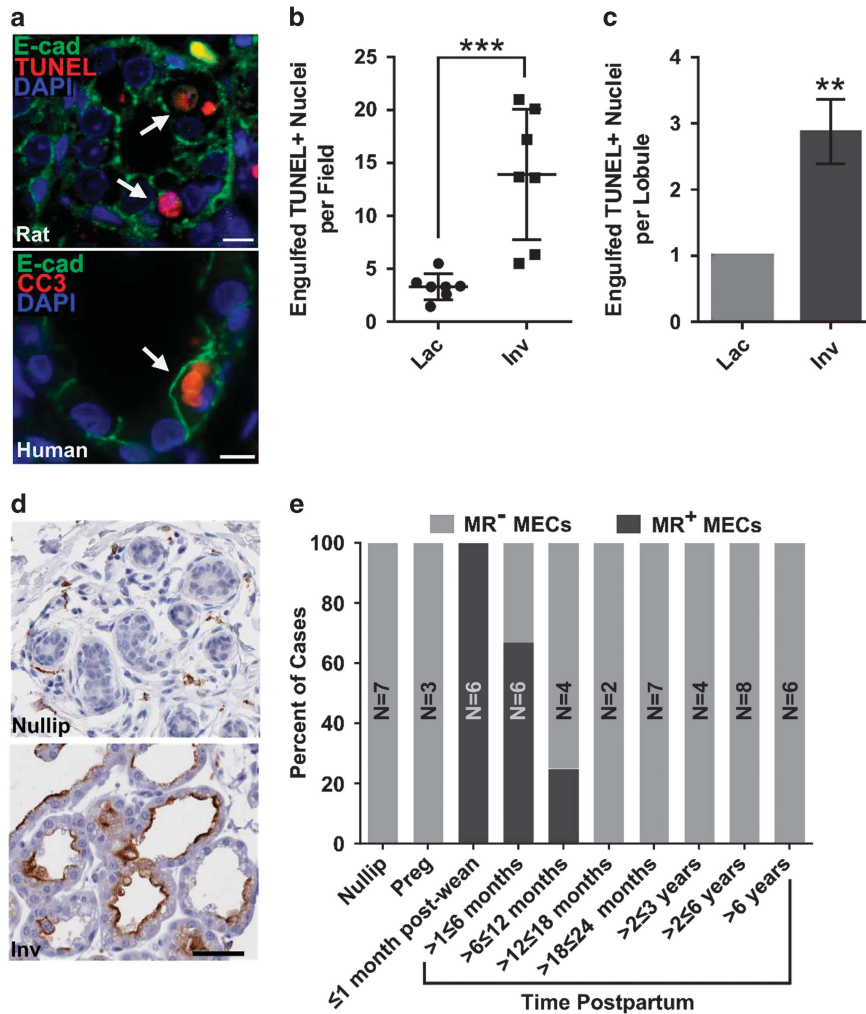 a
E-cad
TUNEL
DAPI
Rat
E-cad
CC3
DAPI
Human
b
Engulfed TUNEL+ Nuclei
per Field
25
20
15
10
5
0
***
Lac
Inv
c
Engulfed TUNEL+ Nuclei
per Lobule
4
3
2
1
0
**
Lac
Inv
d
Nullip
Inv
e
MR- MECs
MR+ MECs
Percent of Cases
100
80
60
40
20
0
N=7
N=3
N=6
N=6
N=4
N=2
N=7
N=4
N=8
N=6
Nullip
Preg
≤1 month post-wean
>1≤6 months
>6≤12 months
>12≤18 months
>18≤24 months
>2≤3 years
>2≤6 years
>6 years
Time Postpartum